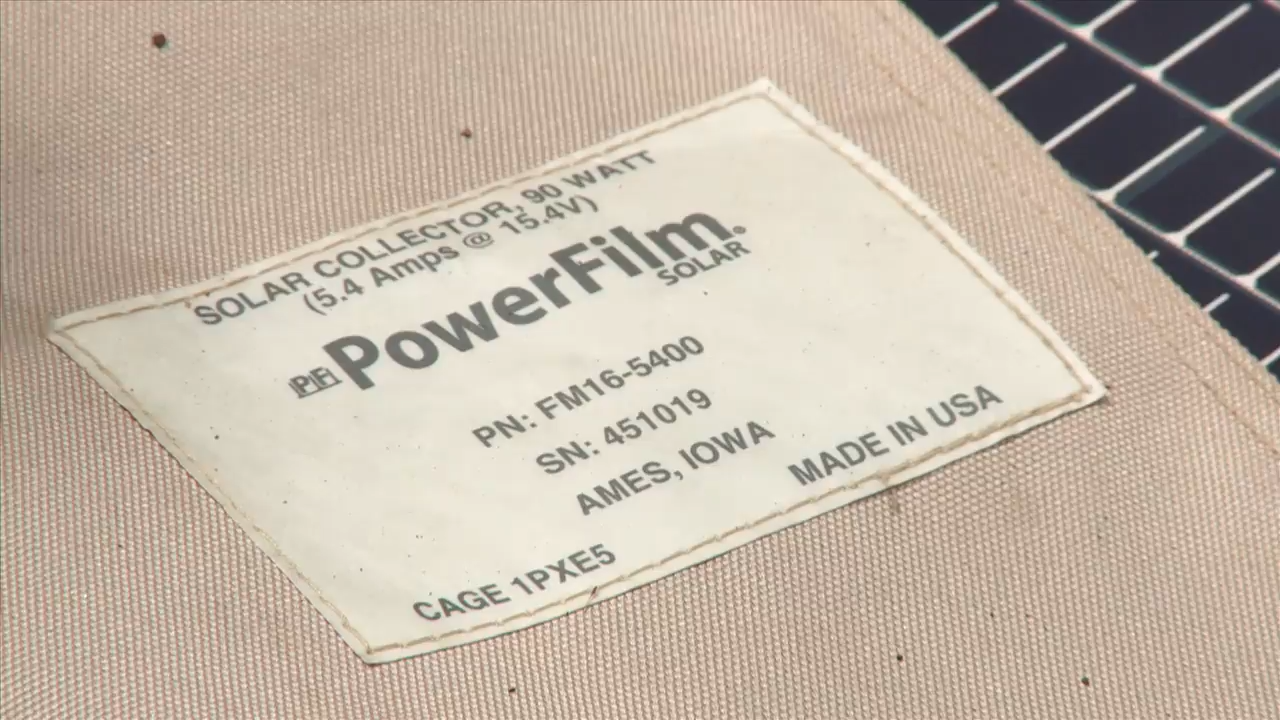 SOLAR COLLECTOR, 90 WATT
(5.4 Amps @ 15.4V)
PFi PowerFilm.
SOLAR
PN: FM16-5400
SN: 451019
AMES, IOWA
MADE IN USA
CAGE 1PXE5